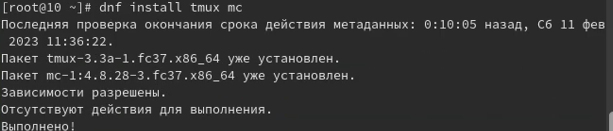 [root@10 ~]# dnf install tmux mc
Последняя проверка окончания срока действия метаданных: 0:10:05 назад, Сб 11 фев
 2023 11:36:22.
Пакет tmux-3.3a-1.fc37.x86_64 уже установлен.
Пакет mc-1:4.8.28-3.fc37.x86_64 уже установлен.
Зависимости разрешены.
Отсутствуют действия для выполнения.
Выполнено!